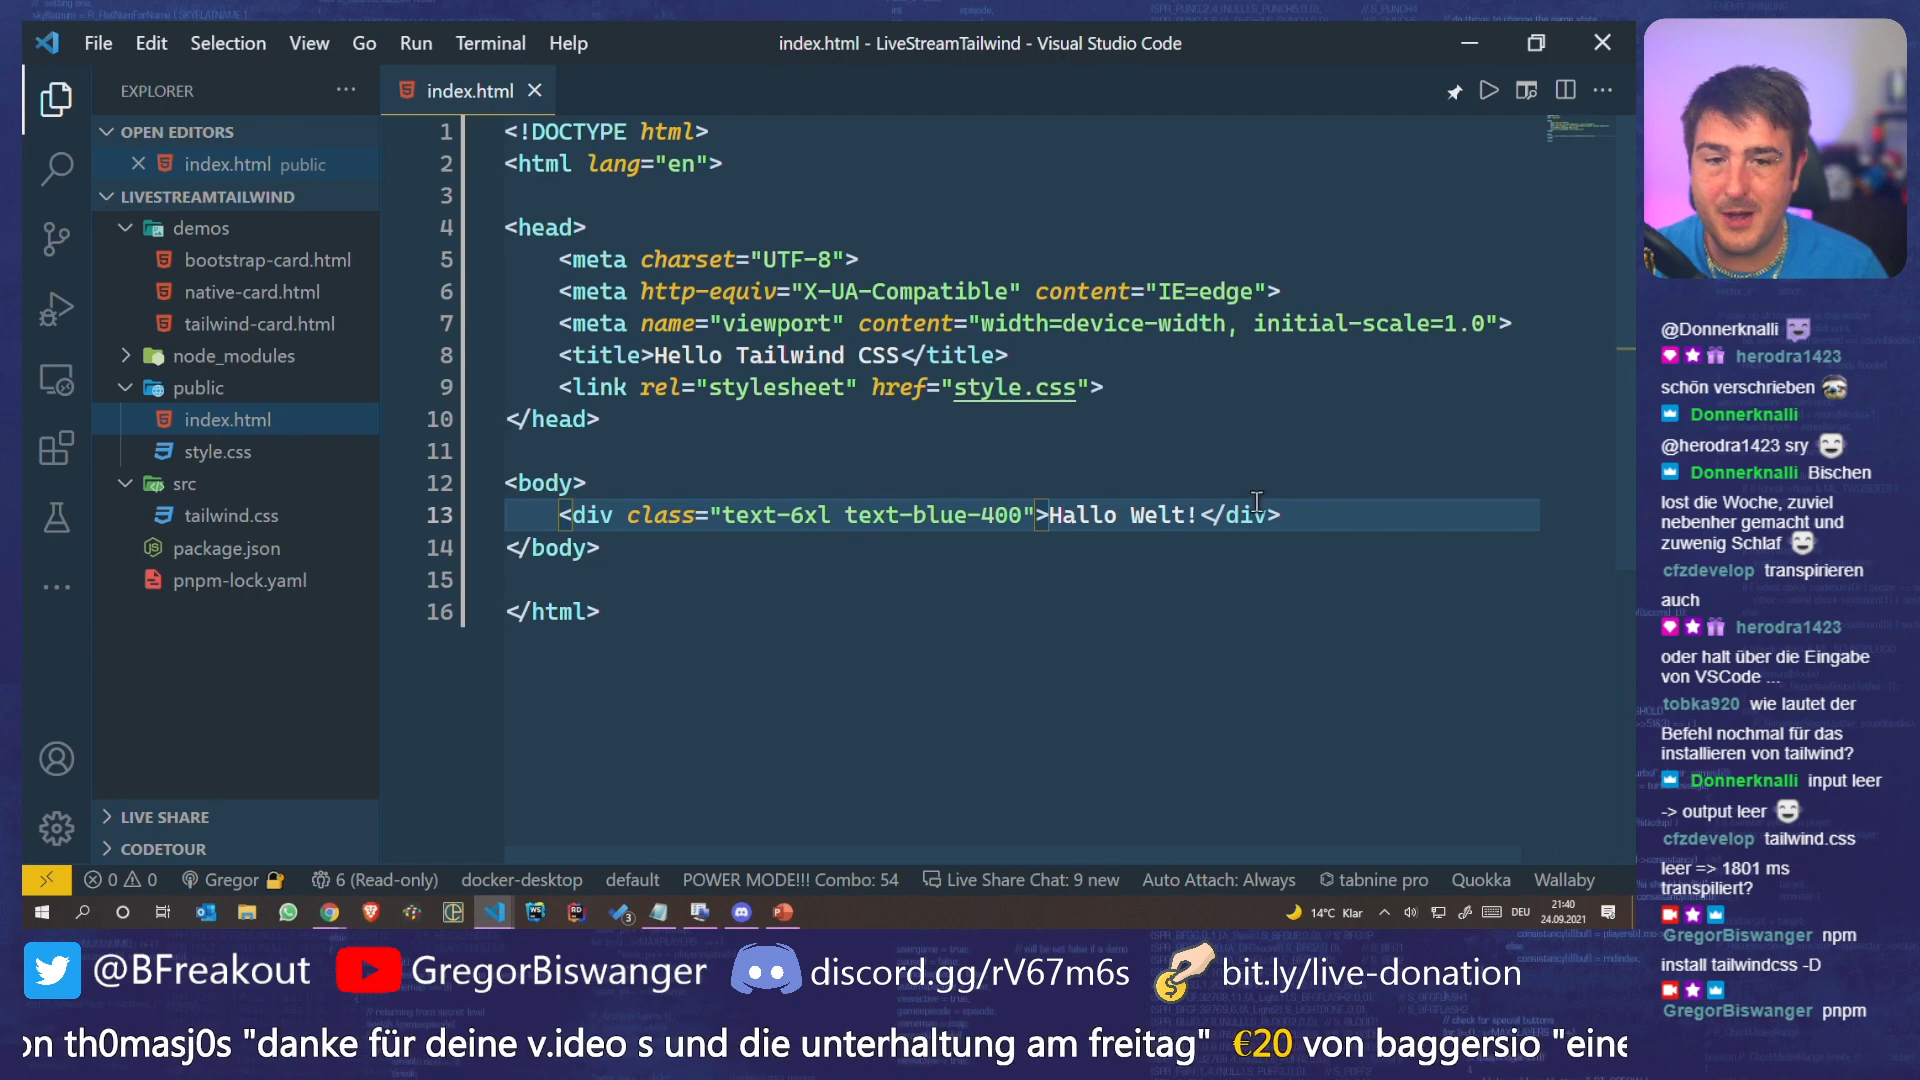 File Edit Selection View Go Run Terminal Help
index.html - LiveStreamTailwind - Visual Studio Code
EXPLORER
index.html
OPEN EDITORS
index.html public
LIVESTREAMTAILWIND
demos
bootstrap-card.html
native-card.html
tailwind-card.html
node_modules
public
index.html
style.css
src
tailwind.css
package.json
pnpm-lock.yaml
LIVE SHARE
CODETOUR
1 <!DOCTYPE html>
2 <html lang="en">
3
4 <head>
5 <meta charset="UTF-8">
6 <meta http-equiv="X-UA-Compatible" content="IE=edge">
7 <meta name="viewport" content="width=device-width, initial-scale=1.0">
8 <title>Hello Tailwind CSS</title>
9 <link rel="stylesheet" href="style.css">
10 </head>
11
12 <body>
13 <div class="text-6xl text-blue-400">Hallo Welt!</div>
14 </body>
15
16 </html>
0 0 Gregor 6 (Read-only) docker-desktop default POWER MODE!!! Combo: 54 Live Share Chat: 9 new Auto Attach: Always tabnine pro Quokka Wallaby
3 14°C Klar DEU 21:40
24.09.2021
@Donnerknalli
herodra1423
schön verschrieben
Donnerknalli
@herodra1423 sry
Donnerknalli Bischen
lost die Woche, zuviel
nebenher gemacht und
zuwenig Schlaf
cfzdevelop transpirieren
auch
herodra1423
oder halt über die Eingabe
von VSCode ...
tobka920 wie lautet der
Befehl nochmal für das
installieren von tailwind?
Donnerknalli input leer
-> output leer
cfzdevelop tailwind.css
leer => 1801 ms
transpiliert?
GregorBiswanger npm
install tailwindcss -D
GregorBiswanger pnpm
@BFreakout GregorBiswanger discord.gg/rV67m6s bit.ly/live-donation
on th0masj0s "danke für deine v.ideo s und die unterhaltung am freitag" €20 von baggersio "eine